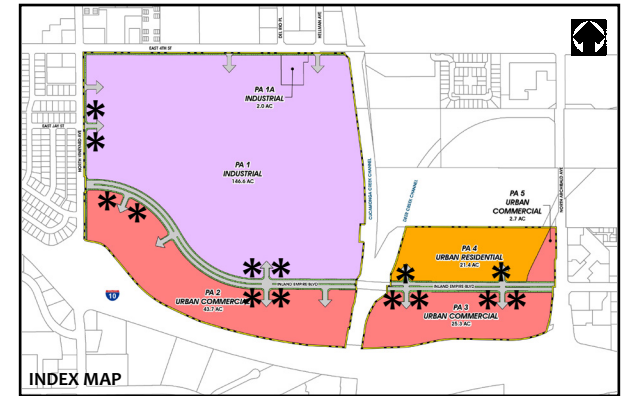 DEL RIO PL
HELLMAN AVE
EAST 4TH ST
PA 1A
INDUSTRIAL
2.0 AC
EAST JAY ST
NORTH VINEYARD AVE
PA 1
INDUSTRIAL
146.6 AC
CUCAMONGA CREEK CHANNEL
DEER CREEK CHANNEL
NORTH ARCHIBALD AVE
PA 5
URBAN
COMMERCIAL
2.7 AC
PA 4
URBAN RESIDENTIAL
21.4 AC
INLAND EMPIRE BLVD
INLAND EMPIRE BLVD
PA 2
URBAN COMMERCIAL
43.7 AC
PA 3
URBAN COMMERCIAL
25.3 AC
10
INDEX MAP